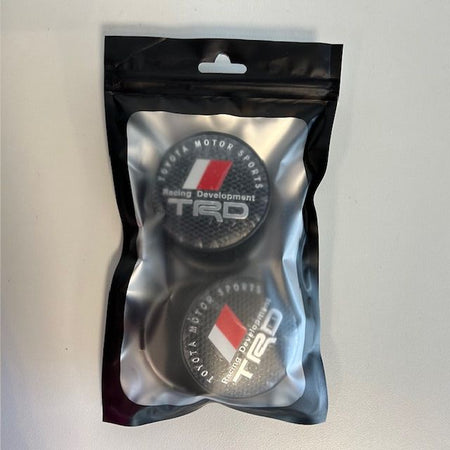 TOYOTA MOTOR SPORTS
Racing Development
TRD
TOYOTA MOTOR SPORTS
Racing Development
TRD